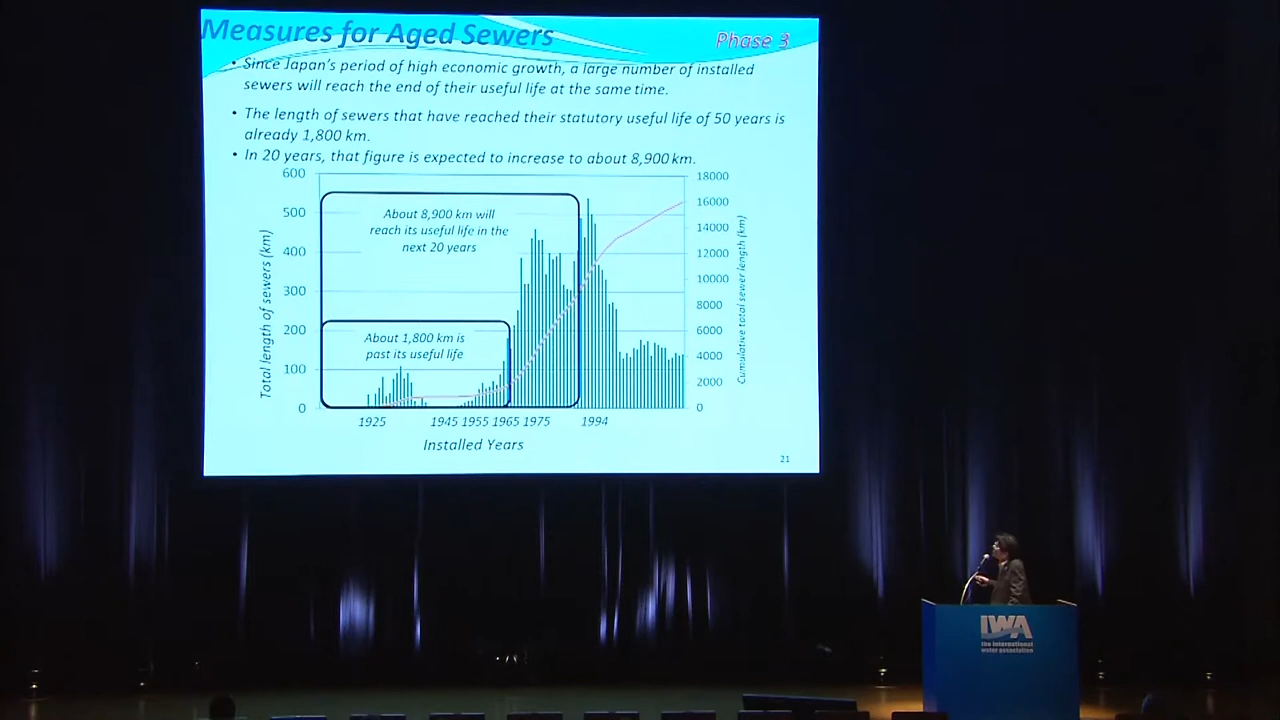 Measures for Aged Sewers
Phase 3
• Since Japan's period of high economic growth, a large number of installed
sewers will reach the end of their useful life at the same time.
• The length of sewers that have reached their statutory useful life of 50 years is
already 1,800 km.
• In 20 years, that figure is expected to increase to about 8,900 km.
600
500
400
300
200
100
0
Total length of sewers (km)
About 8,900 km will
reach its useful life in the
next 20 years
About 1,800 km is
past its useful life
18000
16000
14000
12000
10000
8000
6000
4000
2000
0
Cumulative total sewer length (km)
1925 1945 1955 1965 1975 1994
Installed Years
21
IWA
the international
water association